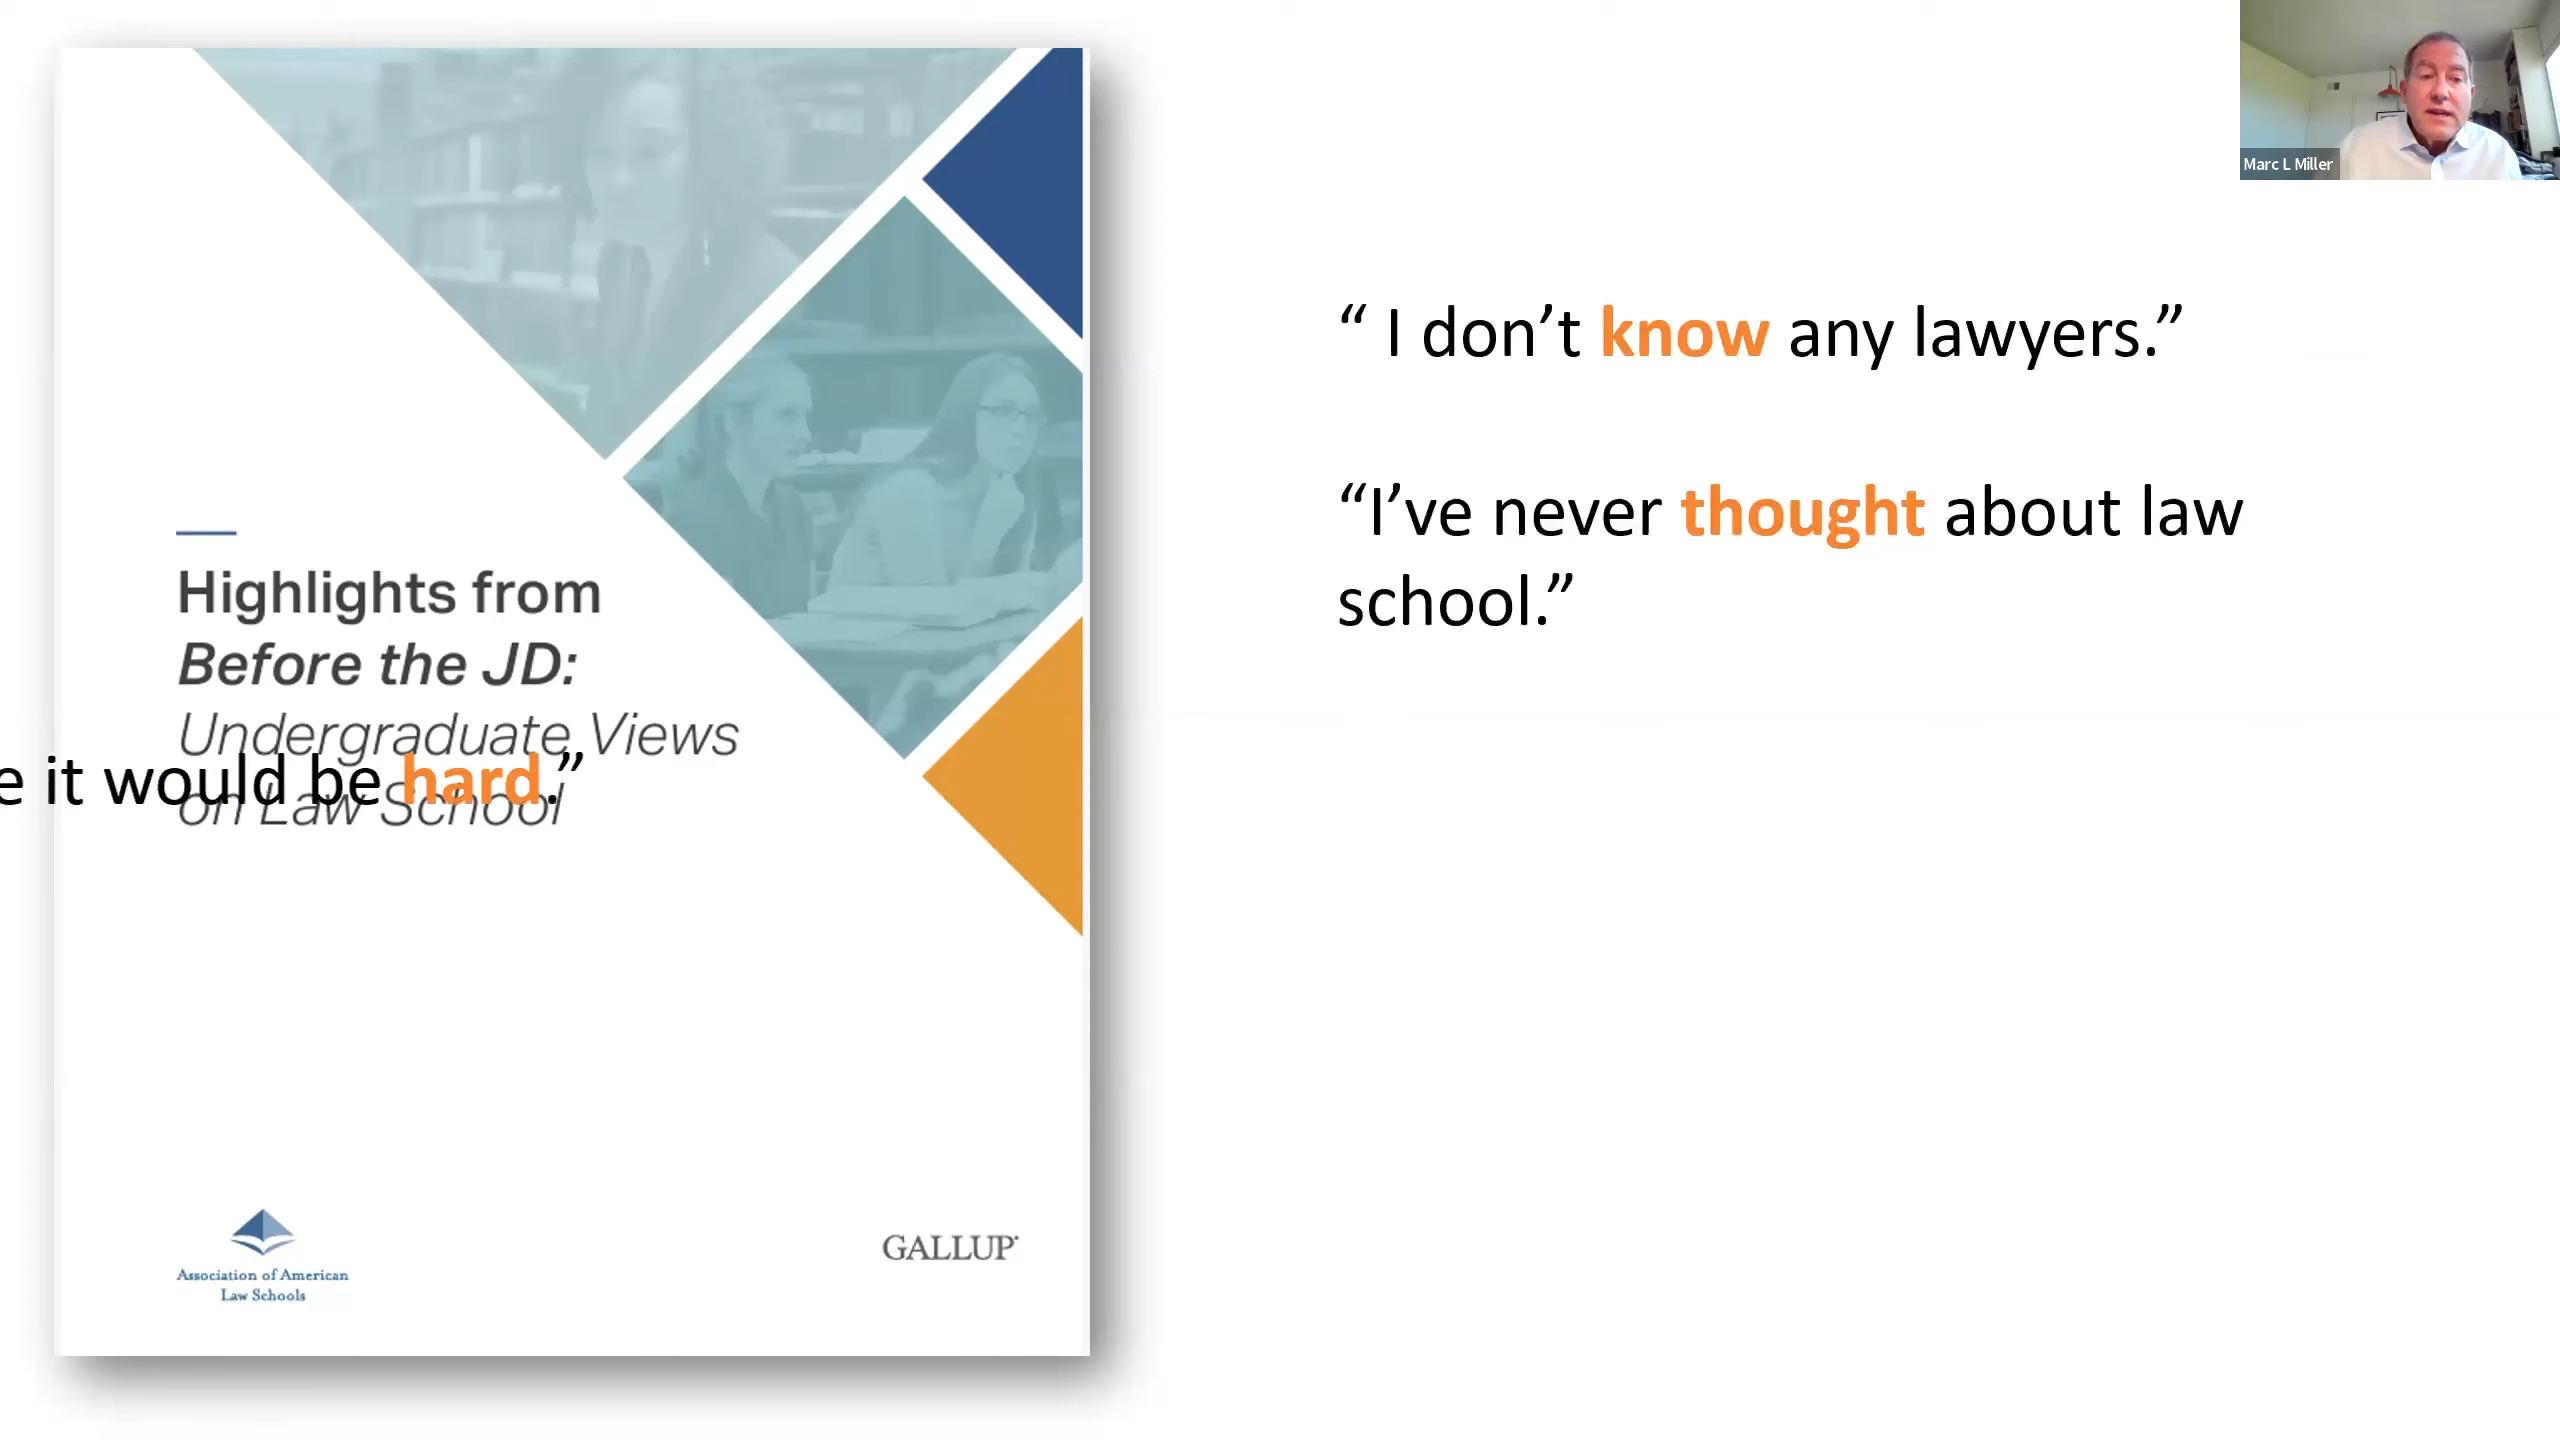 Marc L Miller
“ I don’t know any lawyers.”
“I’ve never thought about law
school.”
Highlights from
Before the JD:
Undergraduate Views
on Law School
e it would be hard.”
Association of American
Law Schools
GALLUP